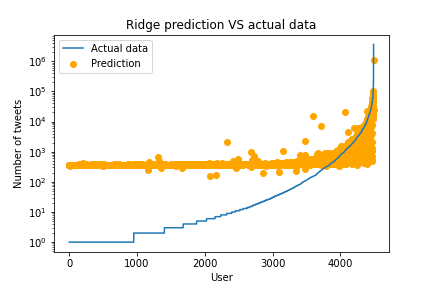 Ridge prediction VS actual data
Actual data
Prediction
Number of tweets
10⁶
10⁵
10⁴
10³
10²
10¹
10⁰
0 1000 2000 3000 4000
User